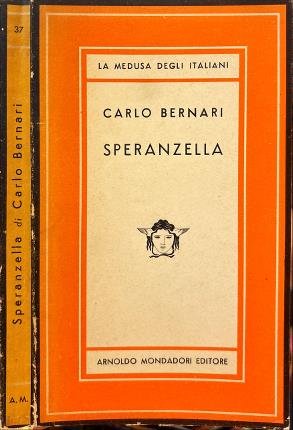 37
Speranzella di Carlo Bernari
A. M.
LA MEDUSA DEGLI ITALIANI
CARLO BERNARI
SPERANZELLA
ARNOLDO MONDADORI EDITORE